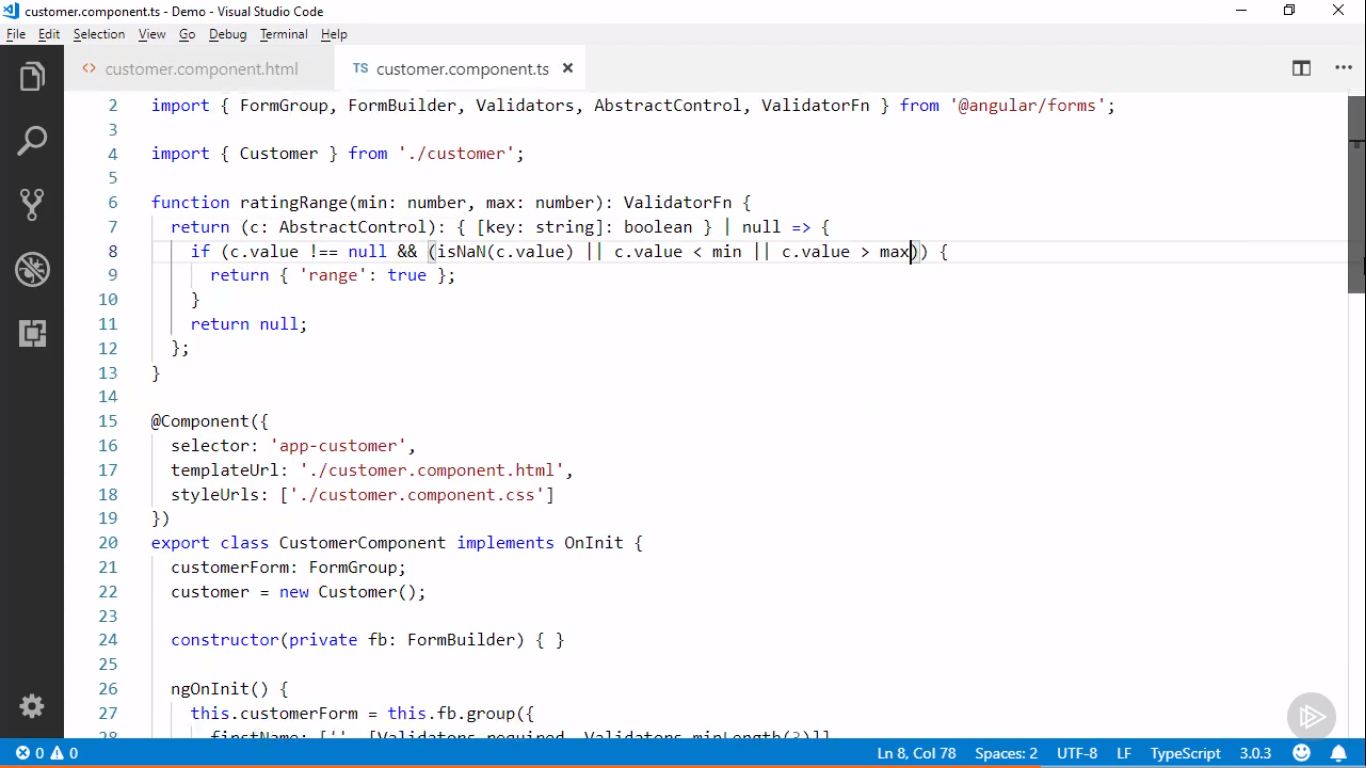 customer.component.ts - Demo - Visual Studio Code
File Edit Selection View Go Debug Terminal Help
<> customer.component.html TS customer.component.ts ×
2 import { FormGroup, FormBuilder, Validators, AbstractControl, ValidatorFn } from '@angular/forms';
3
4 import { Customer } from './customer';
5
6 function ratingRange(min: number, max: number): ValidatorFn {
7 return (c: AbstractControl): { [key: string]: boolean } | null => {
8 if (c.value !== null && (isNaN(c.value) || c.value < min || c.value > max)) {
9 return { 'range': true };
10 }
11 return null;
12 };
13 }
14
15 @Component({
16 selector: 'app-customer',
17 templateUrl: './customer.component.html',
18 styleUrls: ['./customer.component.css']
19 })
20 export class CustomerComponent implements OnInit {
21 customerForm: FormGroup;
22 customer = new Customer();
23
24 constructor(private fb: FormBuilder) { }
25
26 ngOnInit() {
27 this.customerForm = this.fb.group({
28 firstName: ['', [Validators.required, Validators.minLength(3)]],
0 0 Ln 8, Col 78 Spaces: 2 UTF-8 LF TypeScript 3.0.3